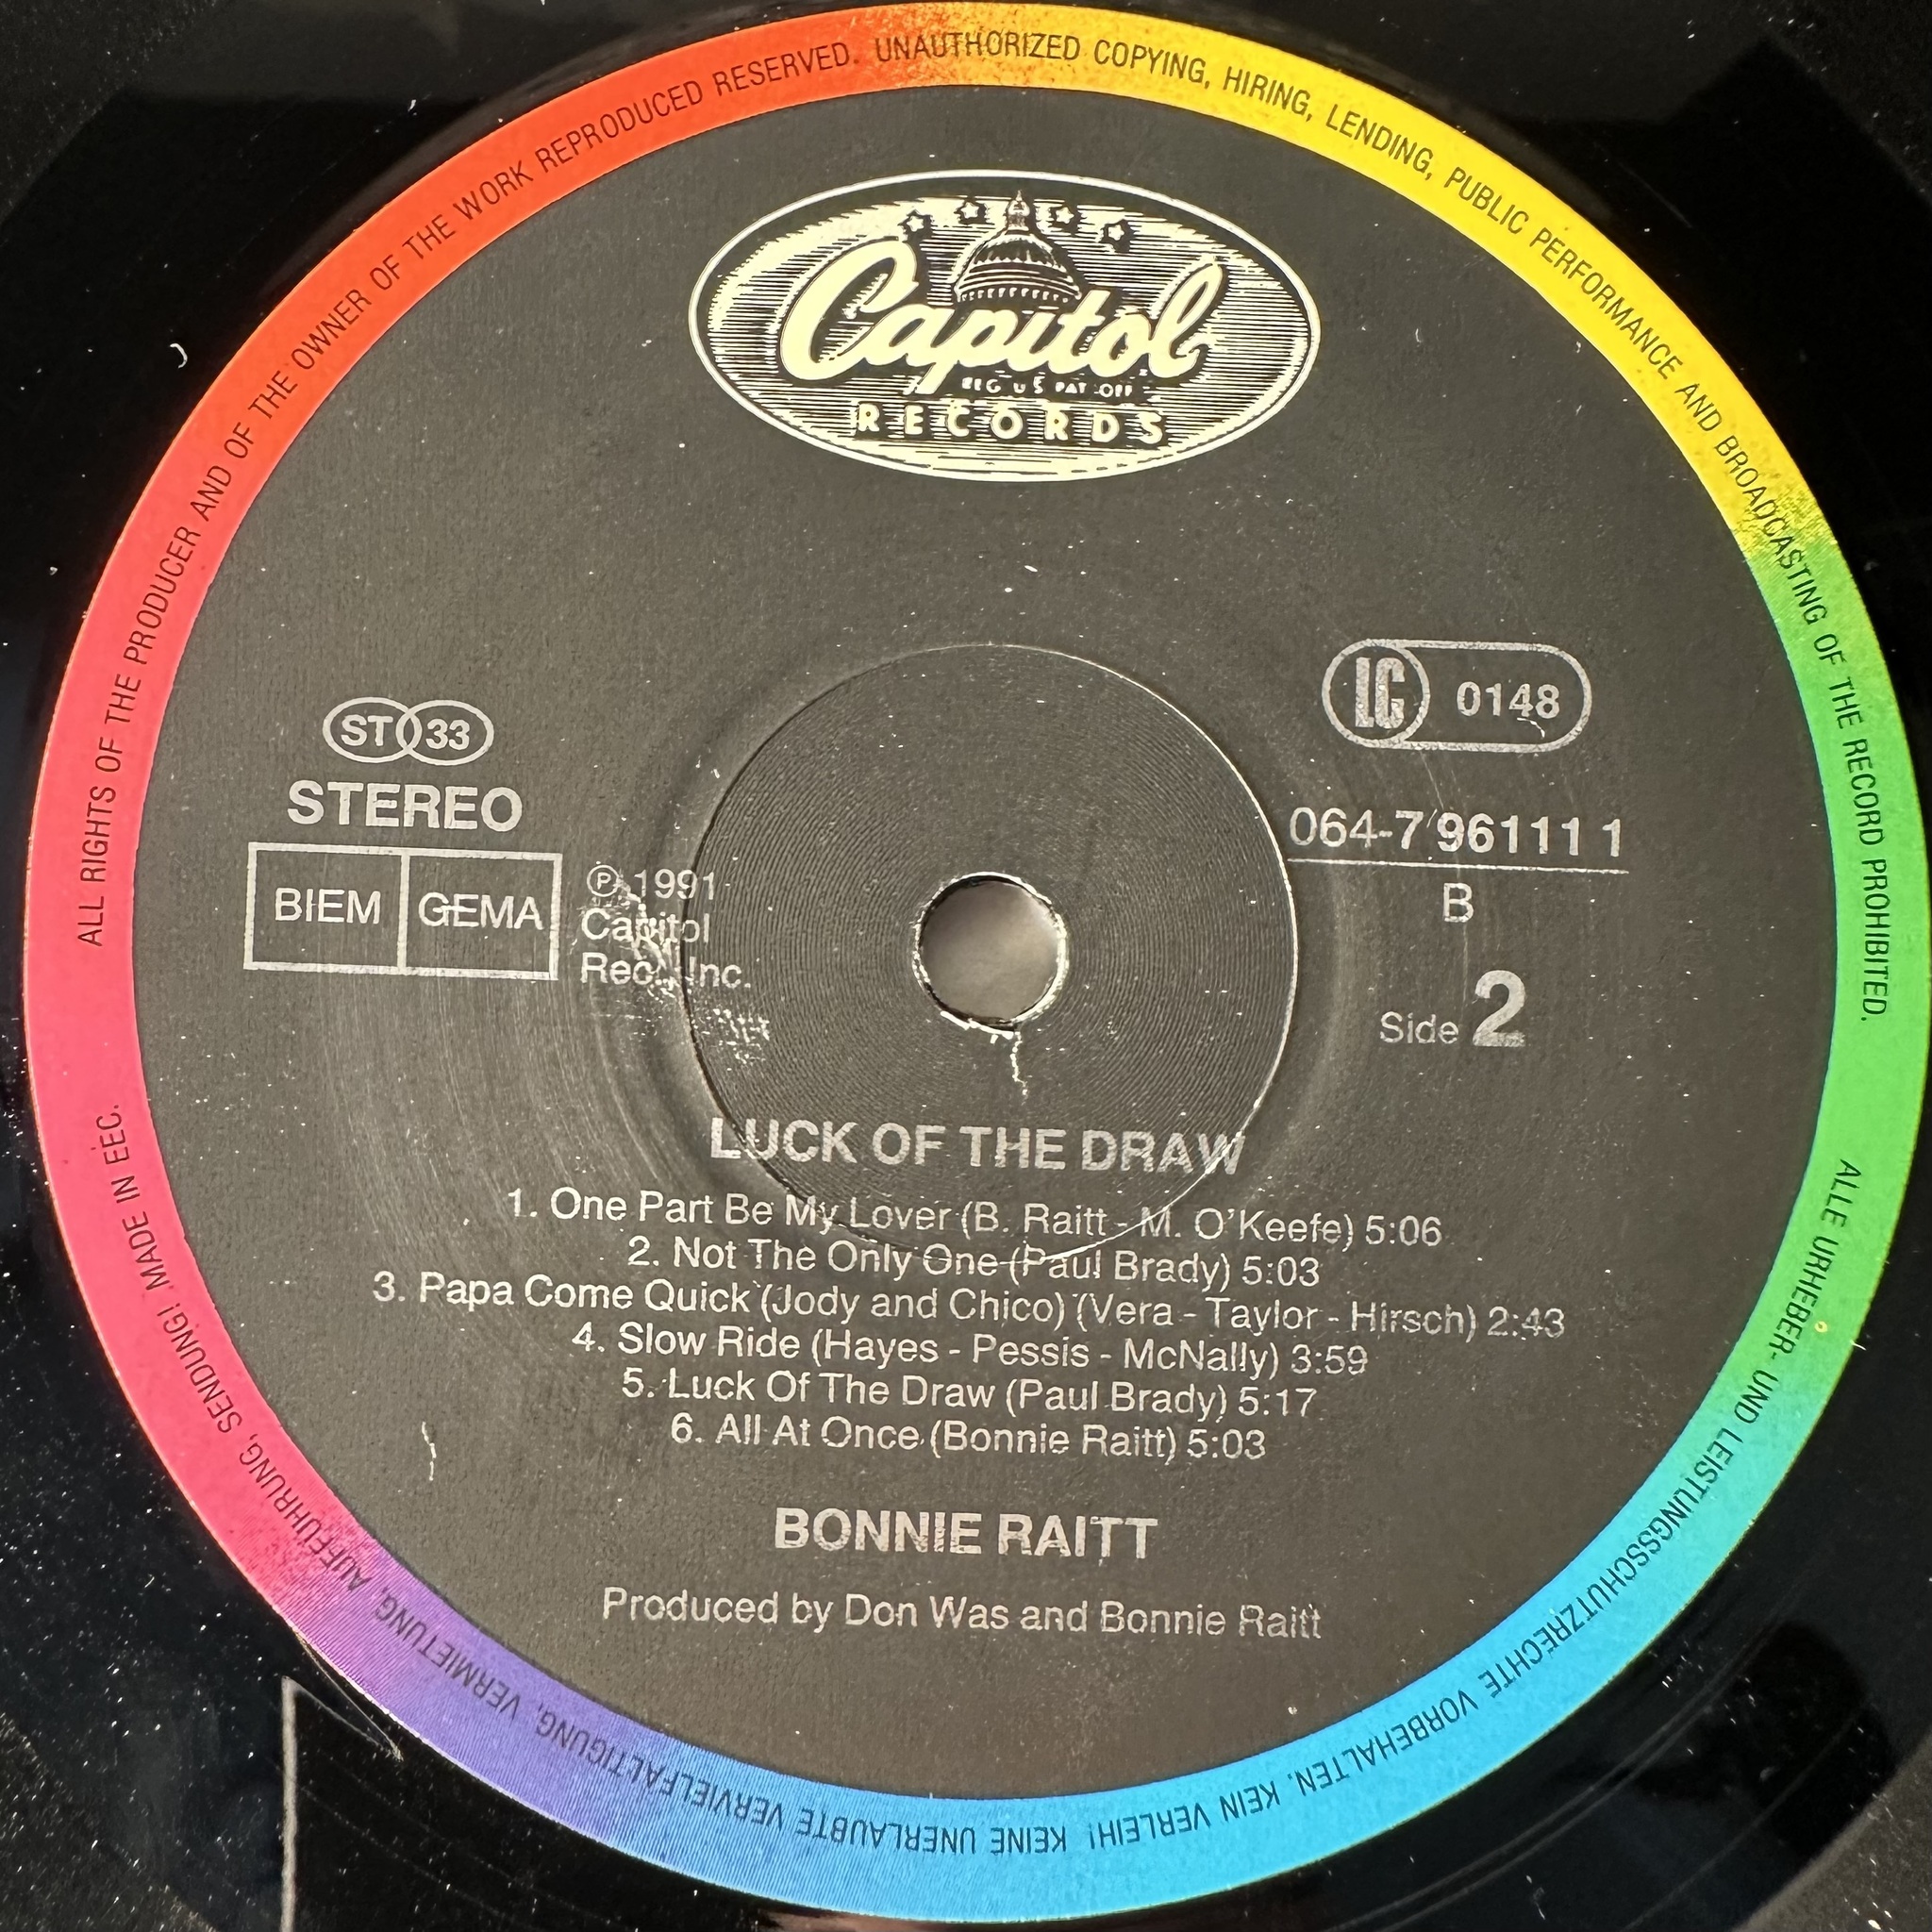 ALL RIGHTS OF THE PRODUCER AND OF THE OWNER OF THE WORK REPRODUCED RESERVED. UNAUTHORIZED COPYING, HIRING, LENDING, PUBLIC PERFORMANCE AND BROADCASTING OF THE RECORD PROHIBITED.
Capitol
REG US PAT OFF
RECORDS
ST 33
STEREO
BIEM GEMA
℗ 1991
Capitol
Rec., Inc.
LC 0148
064-7 96111 1
B
Side 2
LUCK OF THE DRAW
1. One Part Be My Lover (B. Raitt - M. O'Keefe) 5:06
2. Not The Only One (Paul Brady) 5:03
3. Papa Come Quick (Jody and Chico) (Vera - Taylor - Hirsch) 2:43
4. Slow Ride (Hayes - Pessis - McNally) 3:59
5. Luck Of The Draw (Paul Brady) 5:17
6. All At Once (Bonnie Raitt) 5:03
BONNIE RAITT
Produced by Don Was and Bonnie Raitt
ALLE URHEBER- UND LEISTUNGSSCHUTZRECHTE VORBEHALTEN. KEIN VERLEIH! KEINE UNERLAUBTE VERVIELFÄLTIGUNG, VERMIETUNG, AUFFÜHRUNG, SENDUNG! MADE IN EEC.